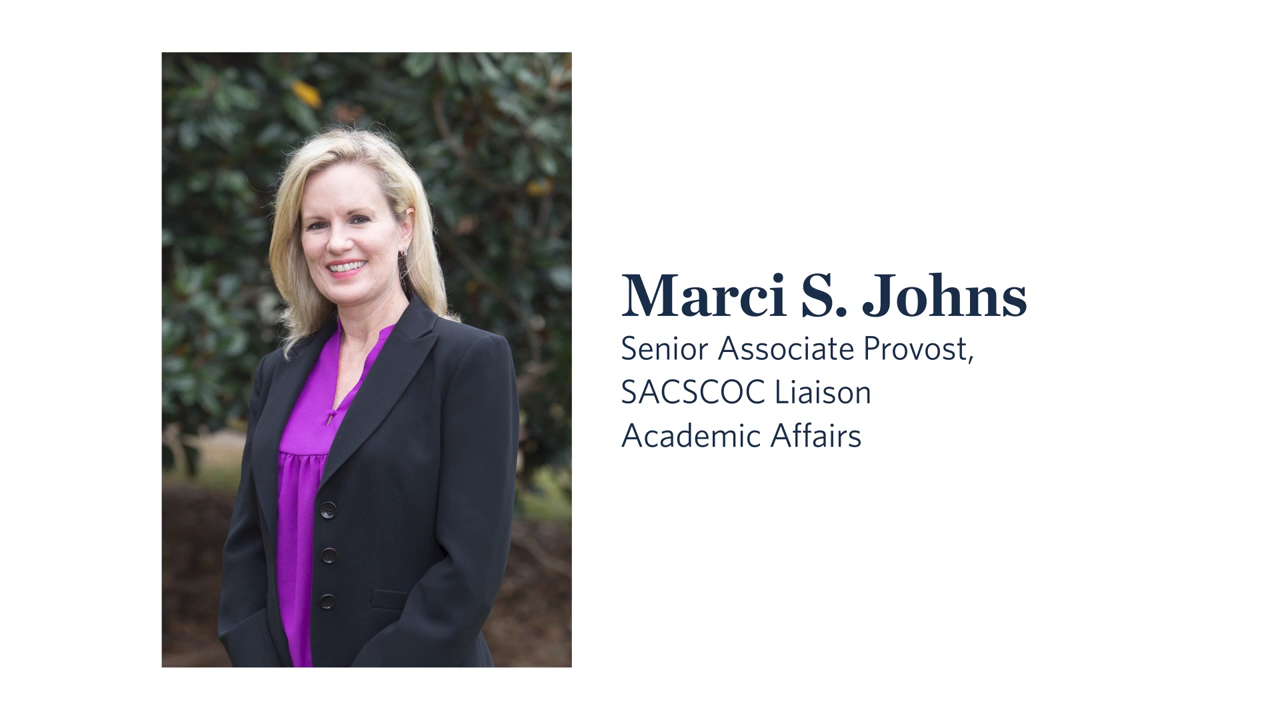 Marci S. Johns
Senior Associate Provost,
SACSCOC Liaison
Academic Affairs